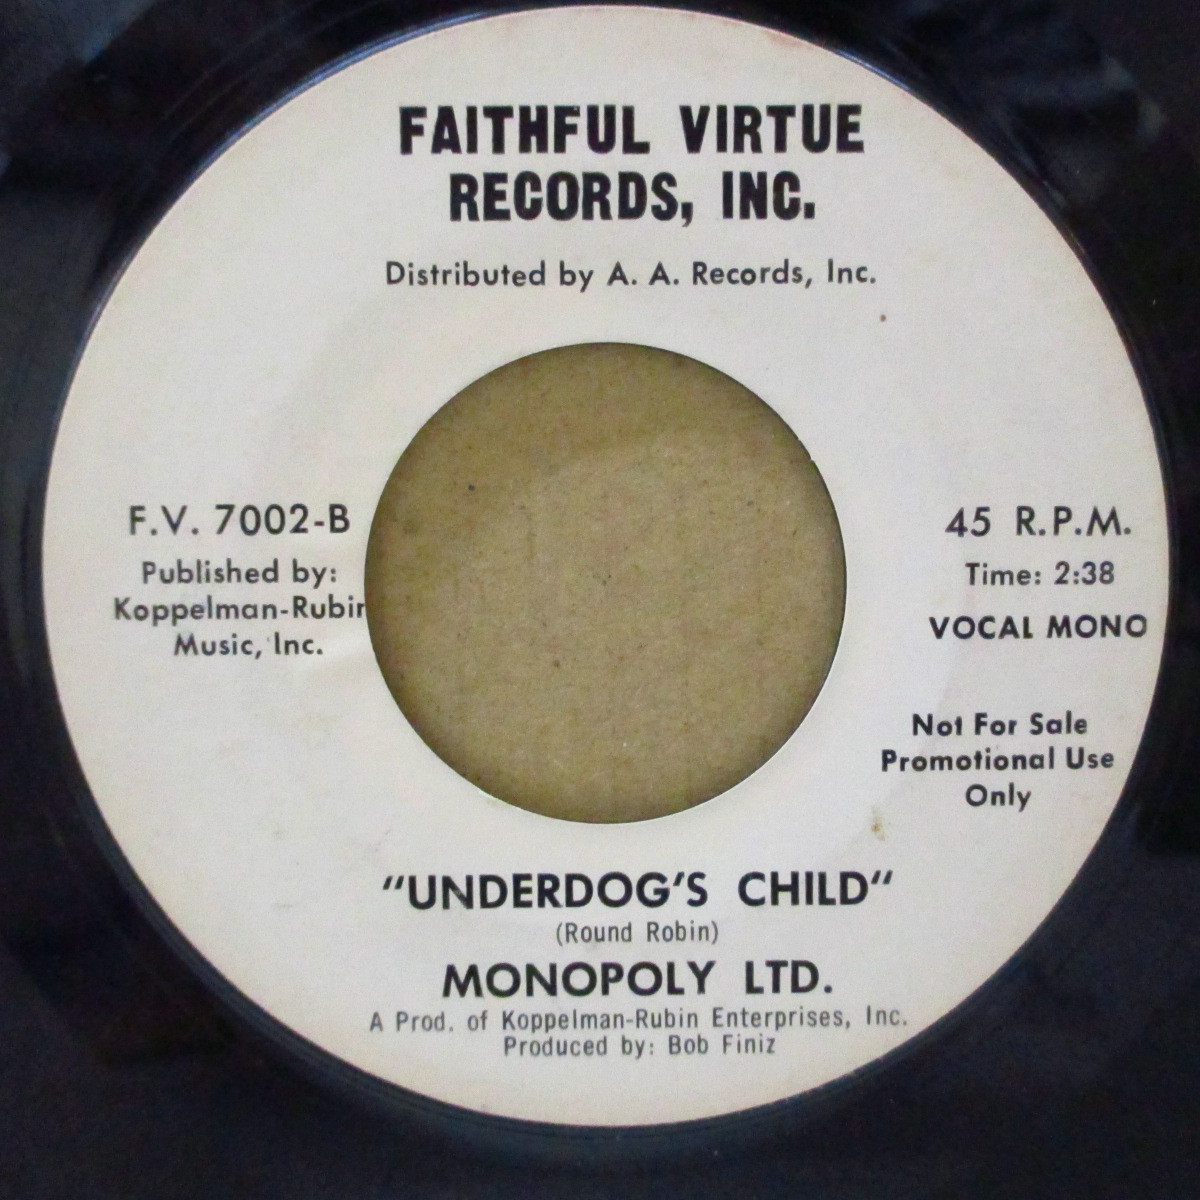 FAITHFUL VIRTUE
RECORDS, INC.
Distributed by A. A. Records, Inc.
F.V. 7002-B
Published by:
Koppelman-Rubin
Music, Inc.
45 R.P.M.
Time: 2:38
VOCAL MONO
Not For Sale
Promotional Use
Only
"UNDERDOG'S CHILD"
(Round Robin)
MONOPOLY LTD.
A Prod. of Koppelman-Rubin Enterprises, Inc.
Produced by: Bob Finiz